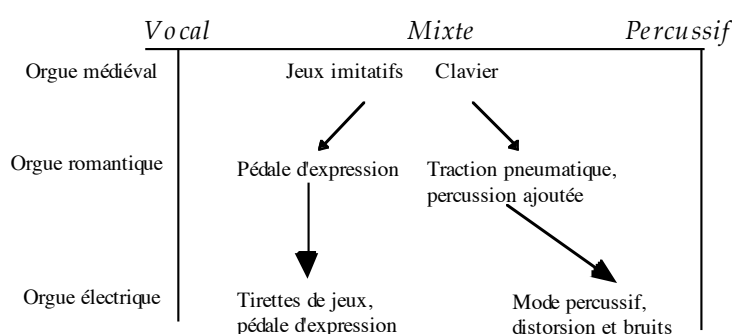 Vocal Mixte Percussif
Orgue médiéval Jeux imitatifs Clavier
Orgue romantique Pédale d'expression Traction pneumatique,
percussion ajoutée
Orgue électrique Tirettes de jeux, Mode percussif,
pédale d'expression distorsion et bruits